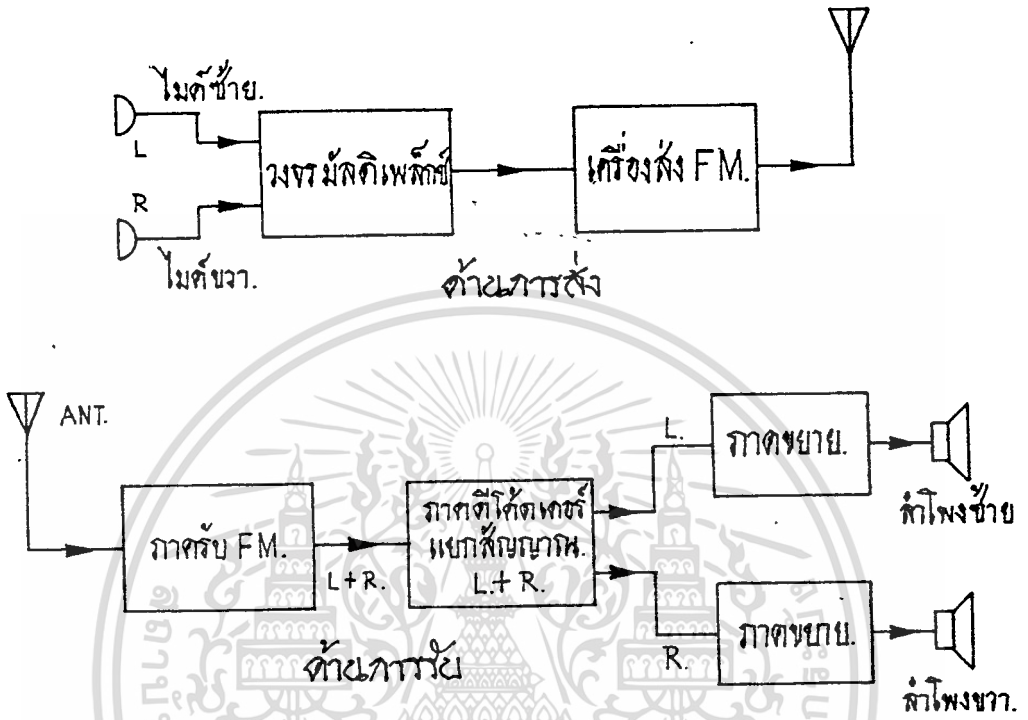 ไมค์ซ้าย.
L
R
ไมค์ขวา.
วงจรมัลติเพล็กซ์
เครื่องส่ง FM.
ด้านการส่ง
ANT.
ภาครับ FM.
L+R.
ภาคดีโค้ดเดอร์
แยกสัญญาณ.
L.+ R.
L.
R.
ภาคขยาย.
ลำโพงซ้าย
ภาคขยาย.
ลำโพงขวา.
ด้านการรับ